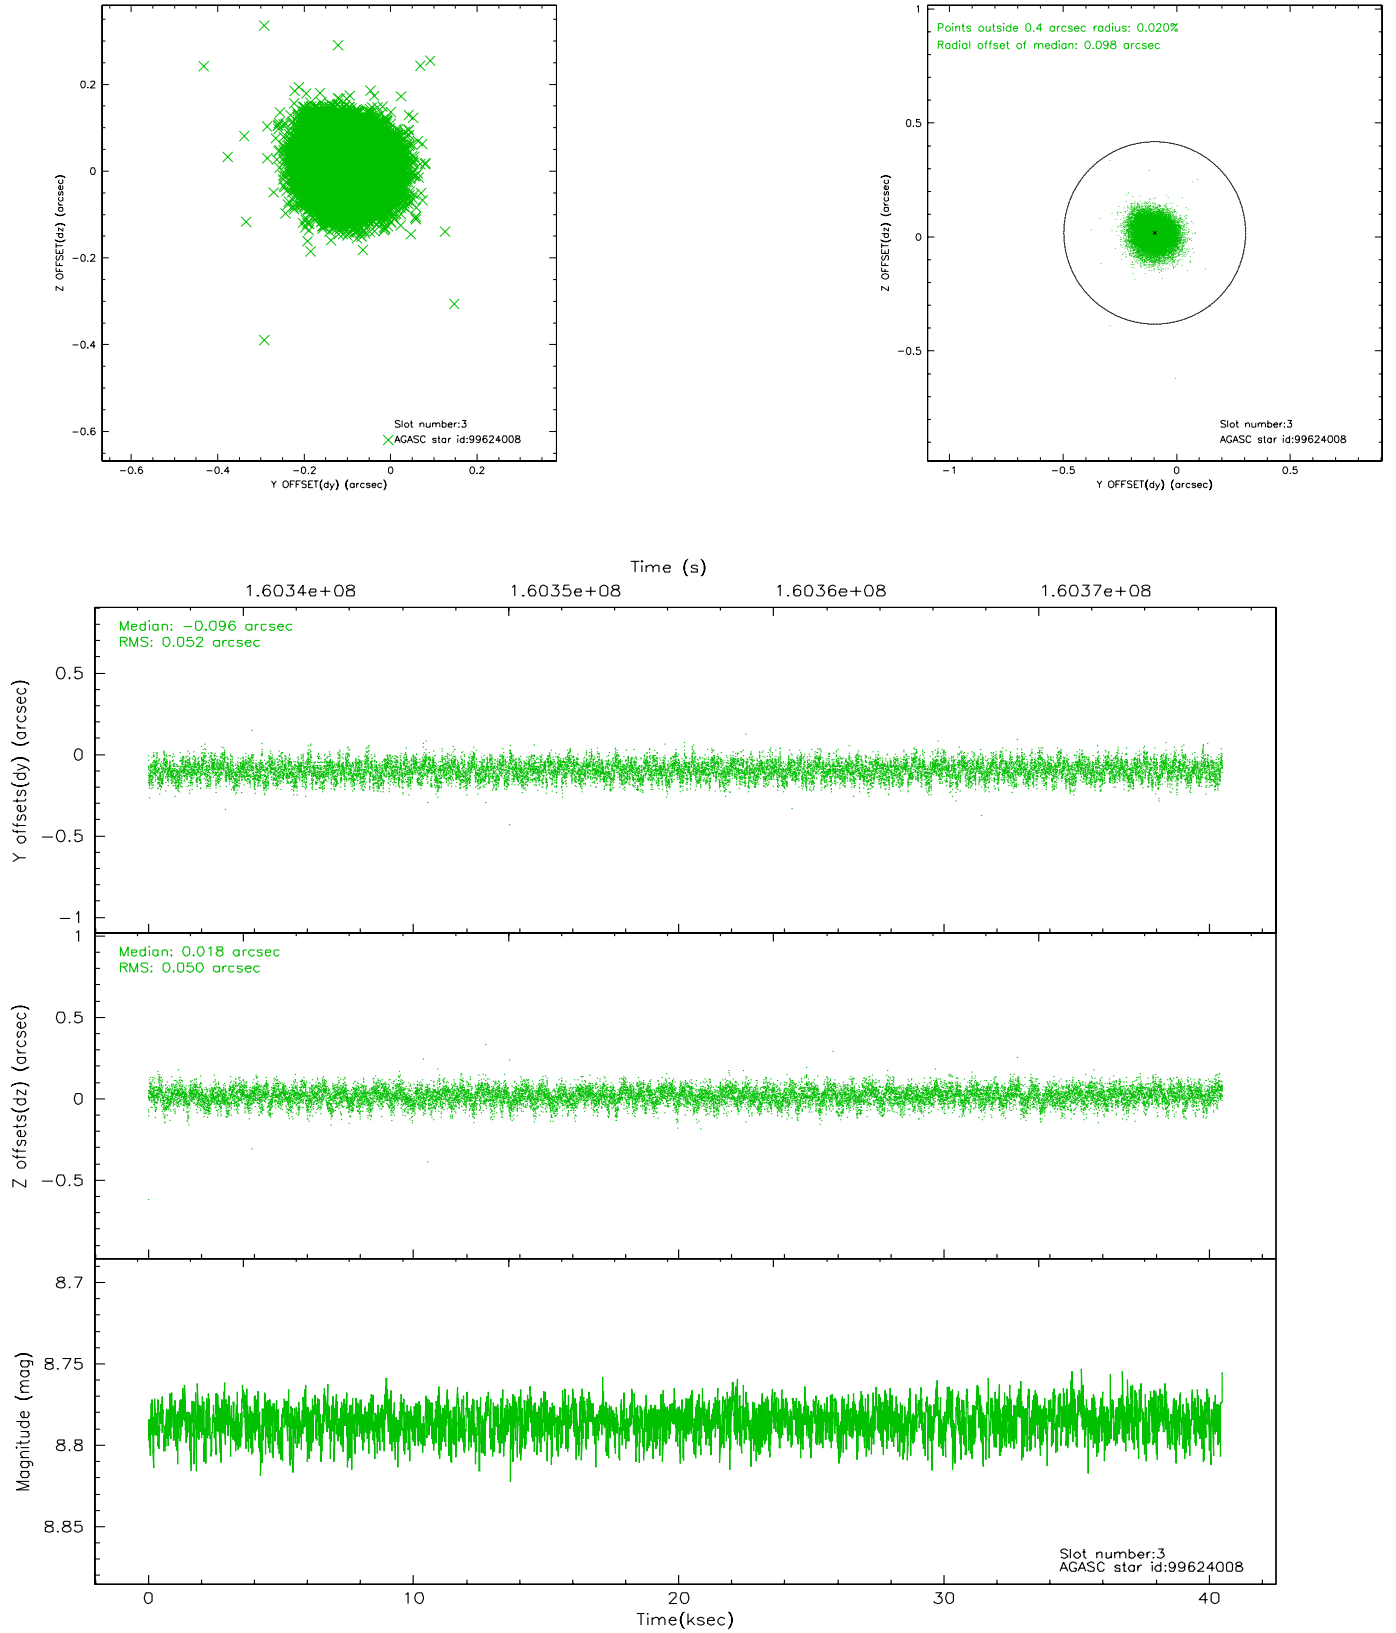 0.2
0
−0.2
−0.4
−0.6
Z OFFSET(dz) (arcsec)
Slot number:3
AGASC star id:99624008
−0.6 −0.4 −0.2 0 0.2
Y OFFSET(dy) (arcsec)
Points outside 0.4 arcsec radius: 0.020%
Radial offset of median: 0.098 arcsec
1
0.5
0
−0.5
Z OFFSET(dz) (arcsec)
Slot number:3
AGASC star id:99624008
−1 −0.5 0 0.5
Y OFFSET(dy) (arcsec)
Time (s)
1.6034e+08 1.6035e+08 1.6036e+08 1.6037e+08
Median: −0.096 arcsec
RMS: 0.052 arcsec
0.5
0
−0.5
−1
Y offsets(dy) (arcsec)
Median: 0.018 arcsec
RMS: 0.050 arcsec
1
0.5
0
−0.5
Z offsets(dz) (arcsec)
8.7
8.75
8.8
8.85
Magnitude (mag)
Slot number:3
AGASC star id:99624008
0 10 20 30 40
Time(ksec)